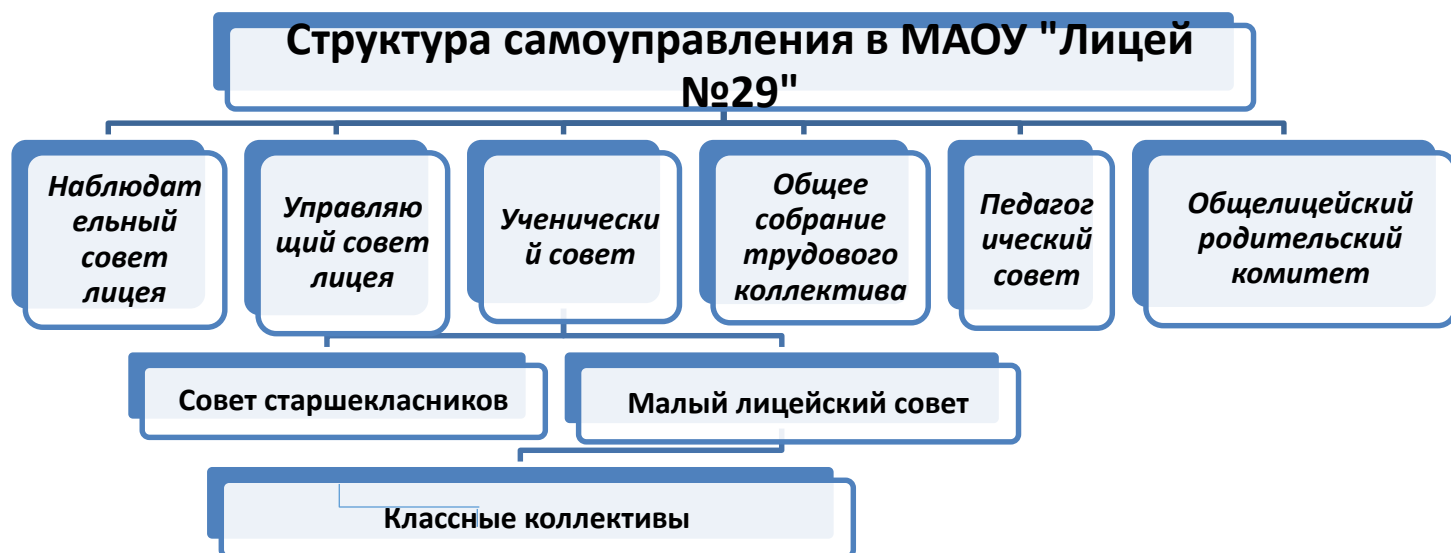 Структура самоуправления в МАОУ "Лицей
№29"
Наблюдат
ельный
совет
лицея
Управляю
щий совет
лицея
Ученически
й совет
Общее
собрание
трудового
коллектива
Педагог
ический
совет
Общелицейский
родительский
комитет
Совет старшекласников
Малый лицейский совет
Классные коллективы